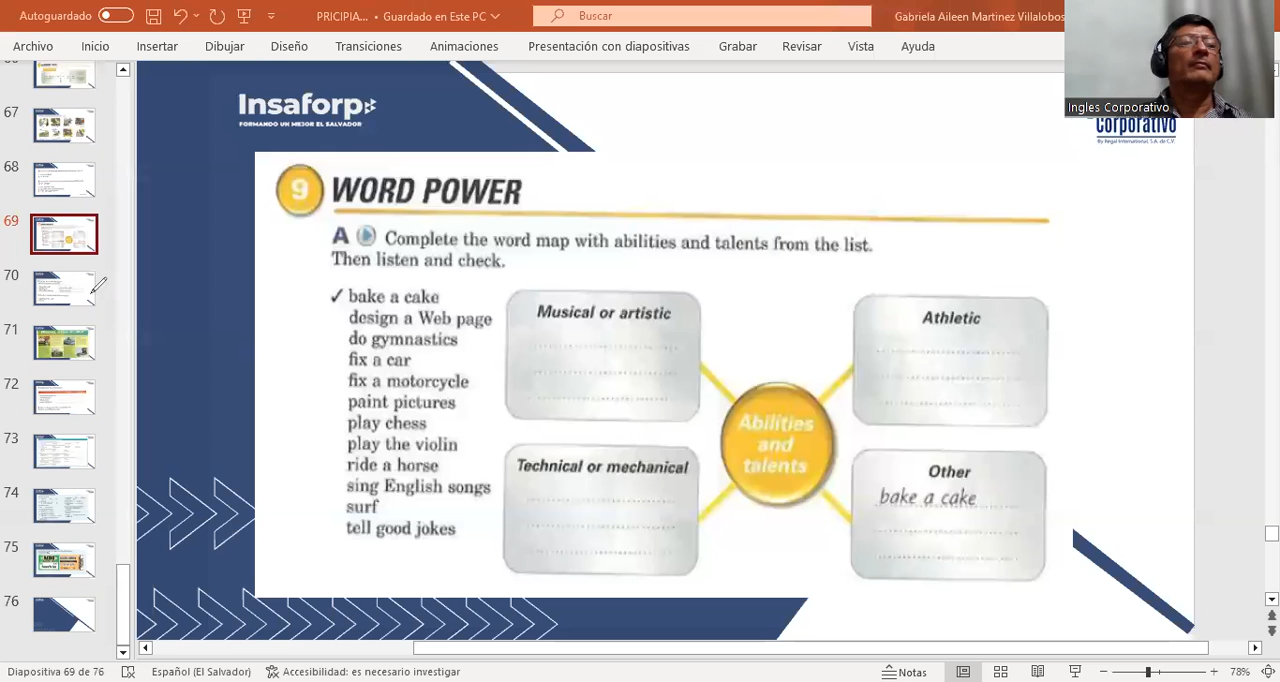 Autoguardado
PRICIPIA... • Guardado en Este PC
Buscar
Gabriela Aileen Martinez Villalobos
Archivo Inicio Insertar Dibujar Diseño Transiciones Animaciones Presentación con diapositivas Grabar Revisar Vista Ayuda
Ingles Corporativo
67
68
69
70
71
72
73
74
75
76
Insaforp
FORMANDO UN MEJOR EL SALVADOR
Corporativo
By Regal International, S.A. de C.V.
9 WORD POWER
A Complete the word map with abilities and talents from the list.
Then listen and check.
✓ bake a cake
design a Web page
do gymnastics
fix a car
fix a motorcycle
paint pictures
play chess
play the violin
ride a horse
sing English songs
surf
tell good jokes
Musical or artistic
Athletic
Abilities
and
talents
Technical or mechanical
Other
bake a cake
Diapositiva 69 de 76 Español (El Salvador) Accesibilidad: es necesario investigar Notas 78%